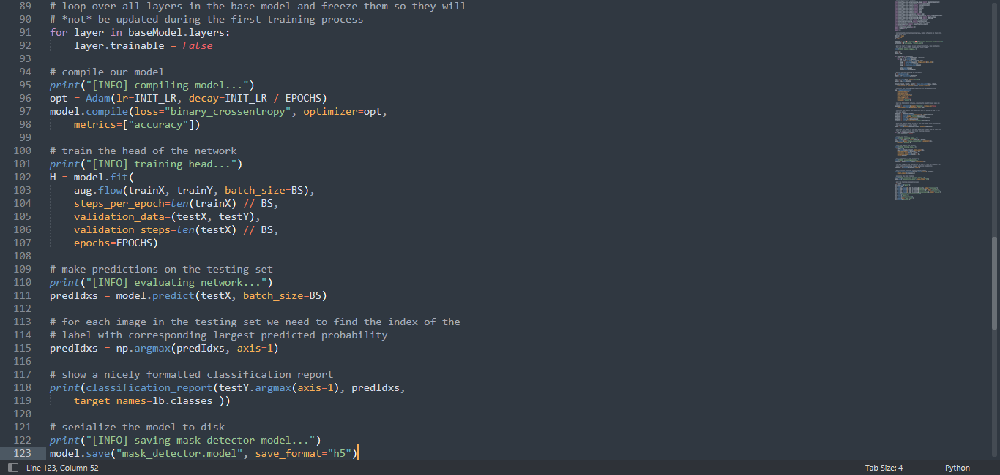 89 # loop over all layers in the base model and freeze them so they will
90 # *not* be updated during the first training process
91 for layer in baseModel.layers:
92     layer.trainable = False
93
94 # compile our model
95 print("[INFO] compiling model...")
96 opt = Adam(lr=INIT_LR, decay=INIT_LR / EPOCHS)
97 model.compile(loss="binary_crossentropy", optimizer=opt,
98     metrics=["accuracy"])
99
100 # train the head of the network
101 print("[INFO] training head...")
102 H = model.fit(
103     aug.flow(trainX, trainY, batch_size=BS),
104     steps_per_epoch=len(trainX) // BS,
105     validation_data=(testX, testY),
106     validation_steps=len(testX) // BS,
107     epochs=EPOCHS)
108
109 # make predictions on the testing set
110 print("[INFO] evaluating network...")
111 predIdxs = model.predict(testX, batch_size=BS)
112
113 # for each image in the testing set we need to find the index of the
114 # label with corresponding largest predicted probability
115 predIdxs = np.argmax(predIdxs, axis=1)
116
117 # show a nicely formatted classification report
118 print(classification_report(testY.argmax(axis=1), predIdxs,
119     target_names=lb.classes_))
120
121 # serialize the model to disk
122 print("[INFO] saving mask detector model...")
123 model.save("mask_detector.model", save_format="h5")
Line 123, Column 52
Tab Size: 4
Python